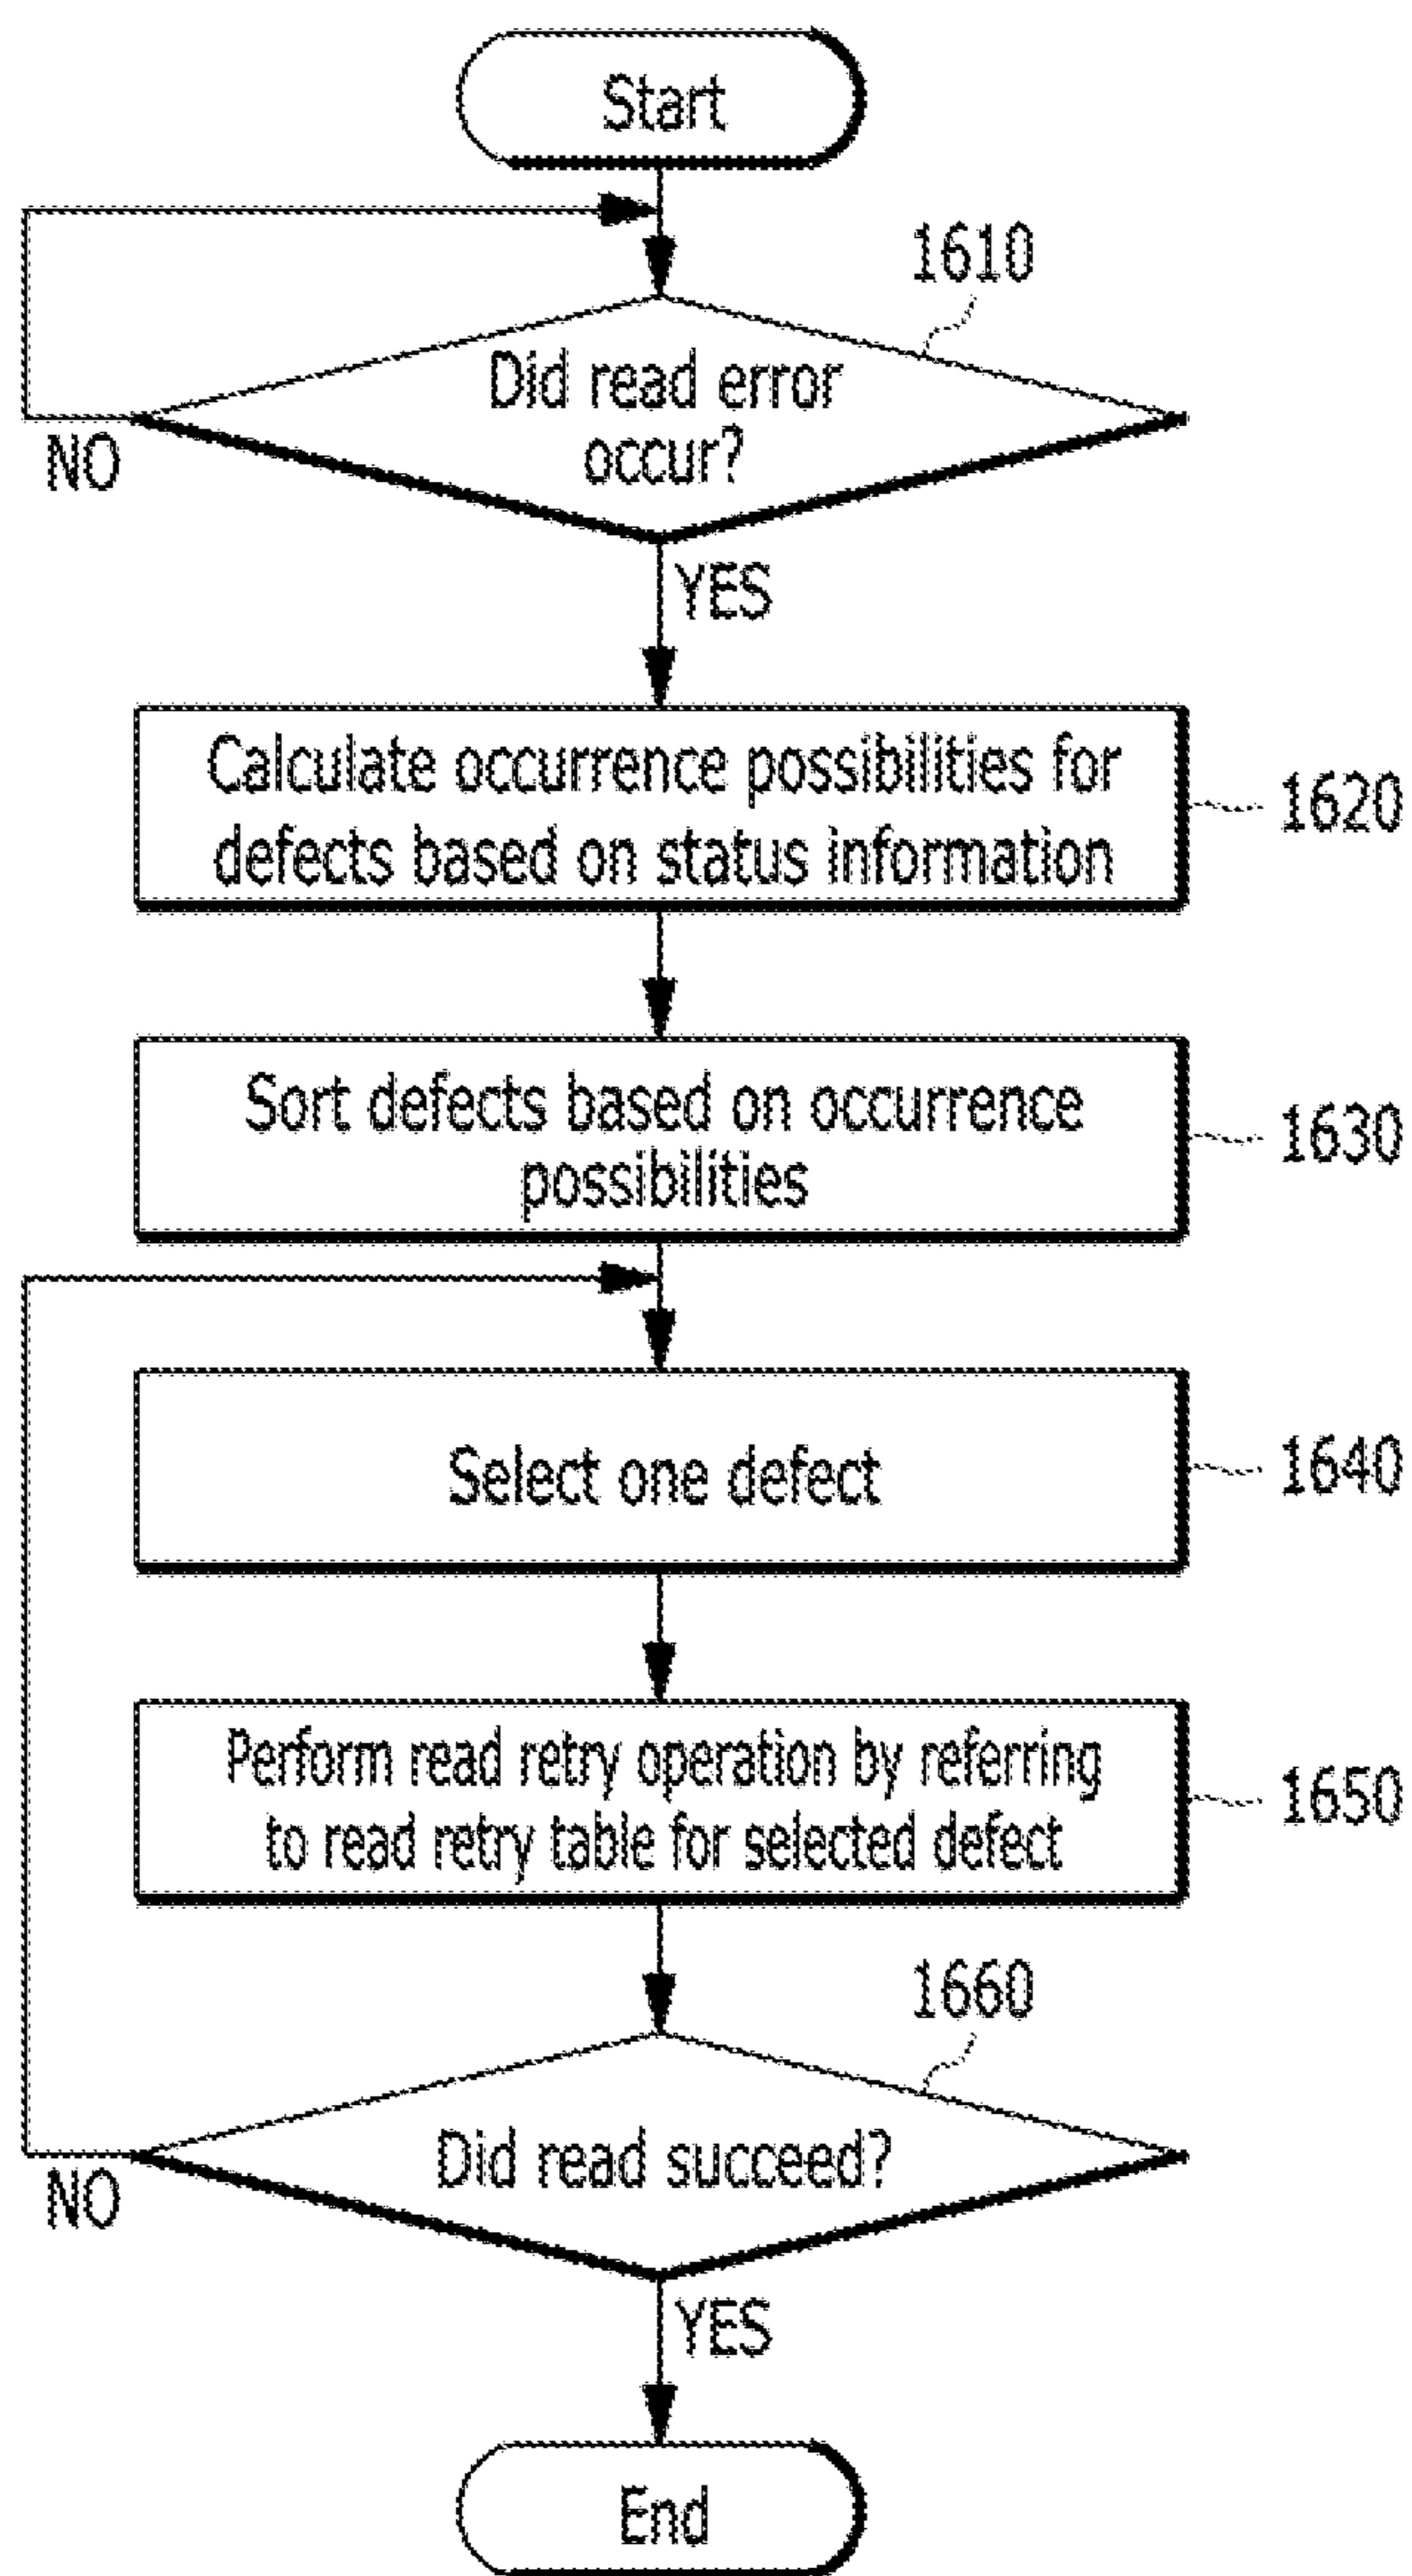 Start
1610
Did read error
occur?
NO
YES
Calculate occurrence possibilities for
defects based on status information
1620
Sort defects based on occurrence
possibilities
1630
Select one defect
1640
Perform read retry operation by referring
to read retry table for selected defect
1650
1660
Did read succeed?
NO
YES
End